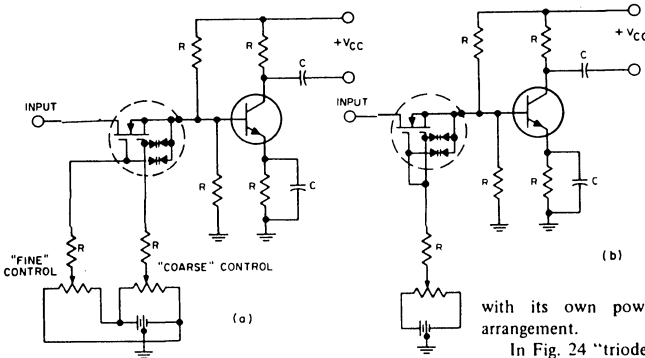 R
R
C
+VCC
INPUT
R
R
C
R
R
"FINE"
CONTROL
"COARSE" CONTROL
(a)
R
R
C
+VCC
INPUT
R
R
C
R
(b)
with its own pow
arrangement.
In Fig. 24 "triode